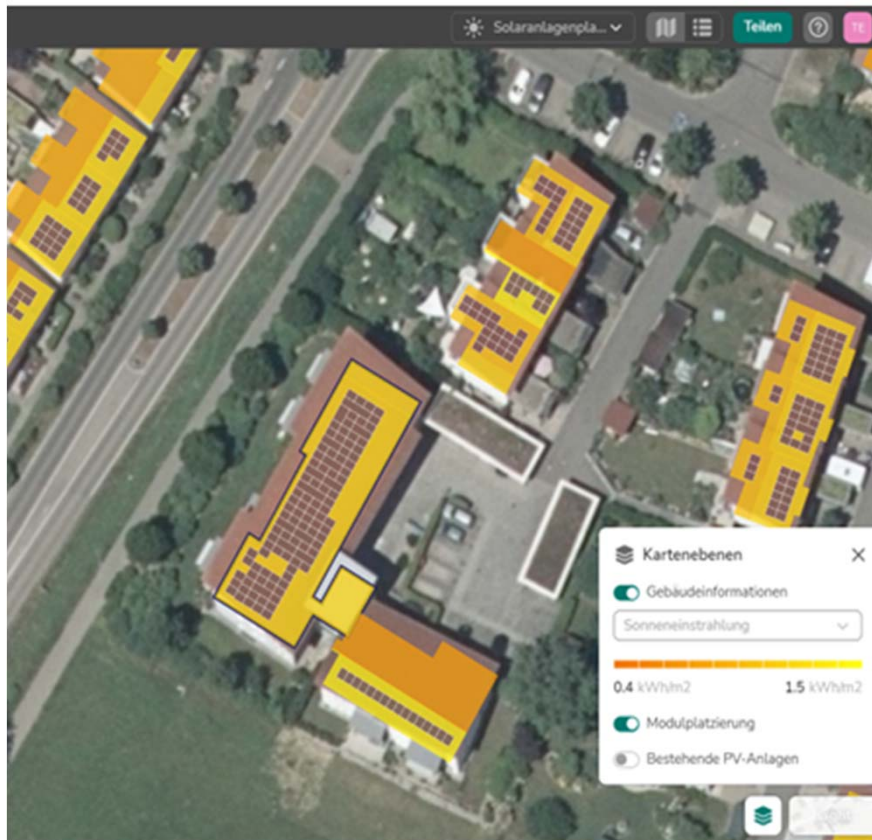 Solaranlagenpla...
Teilen
TE
Kartenebenen
Gebäudeinformationen
Sonneneinstrahlung
0.4 kWh/m2 1.5 kWh/m2
Modulplatzierung
Bestehende PV-Anlagen